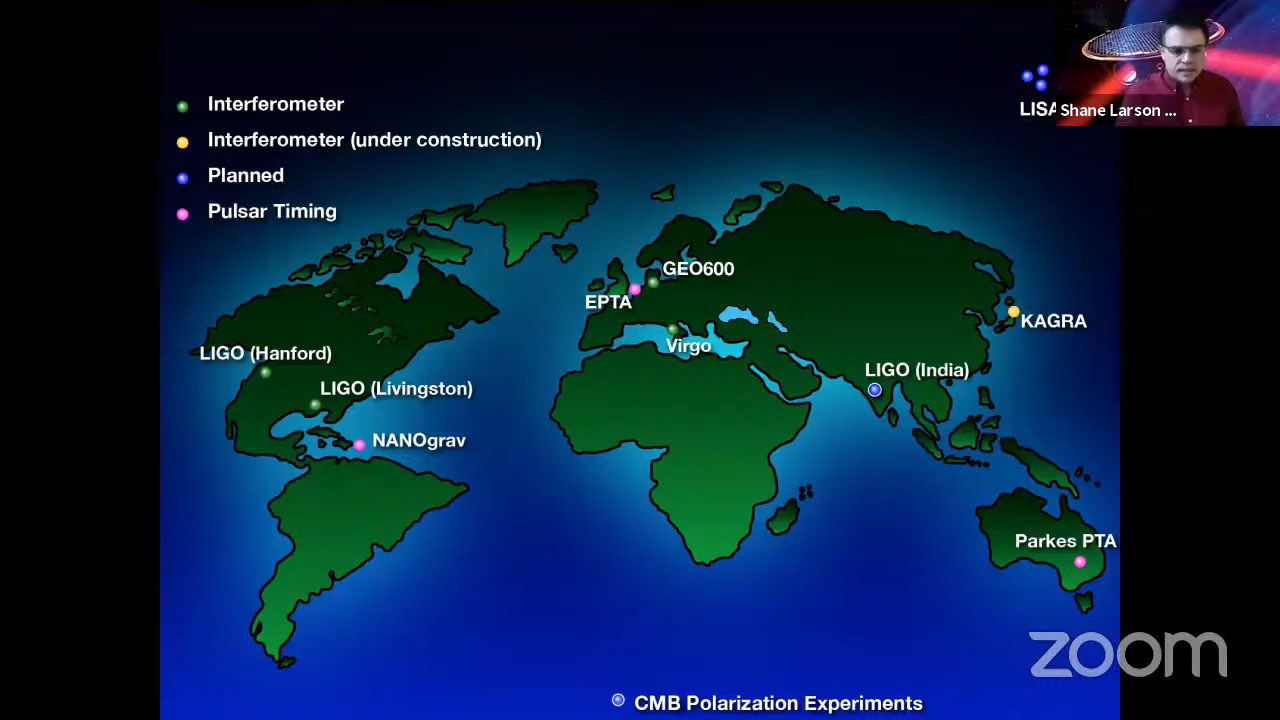 Interferometer
Interferometer (under construction)
Planned
Pulsar Timing
LISA
Shane Larson ...
GEO600
EPTA
KAGRA
Virgo
LIGO (Hanford)
LIGO (India)
LIGO (Livingston)
NANOgrav
Parkes PTA
zoom
CMB Polarization Experiments